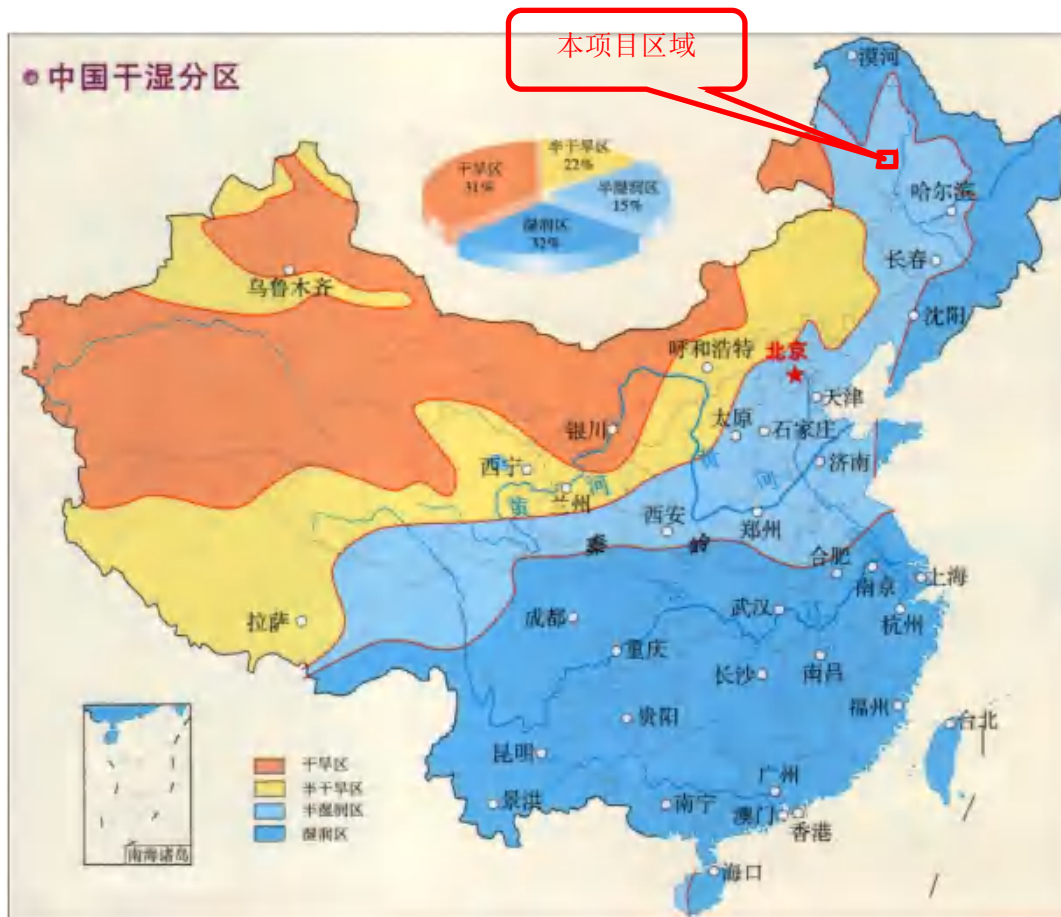 本项目区域
中国干湿分区
漠河
半干旱区
22%
干旱区
31%
半湿润区
15%
湿润区
32%
哈尔滨
长春
乌鲁木齐
沈阳
呼和浩特
北京
天津
银川
太原
石家庄
济南
西宁
黄
河
兰州
黄
河
西安
郑州
秦
岭
合肥
南京
上海
拉萨
成都
武汉
杭州
重庆
长沙
南昌
贵阳
福州
台北
昆明
干旱区
半干旱区
半湿润区
湿润区
广州
景洪
南宁
澳门
香港
南海诸岛
海口